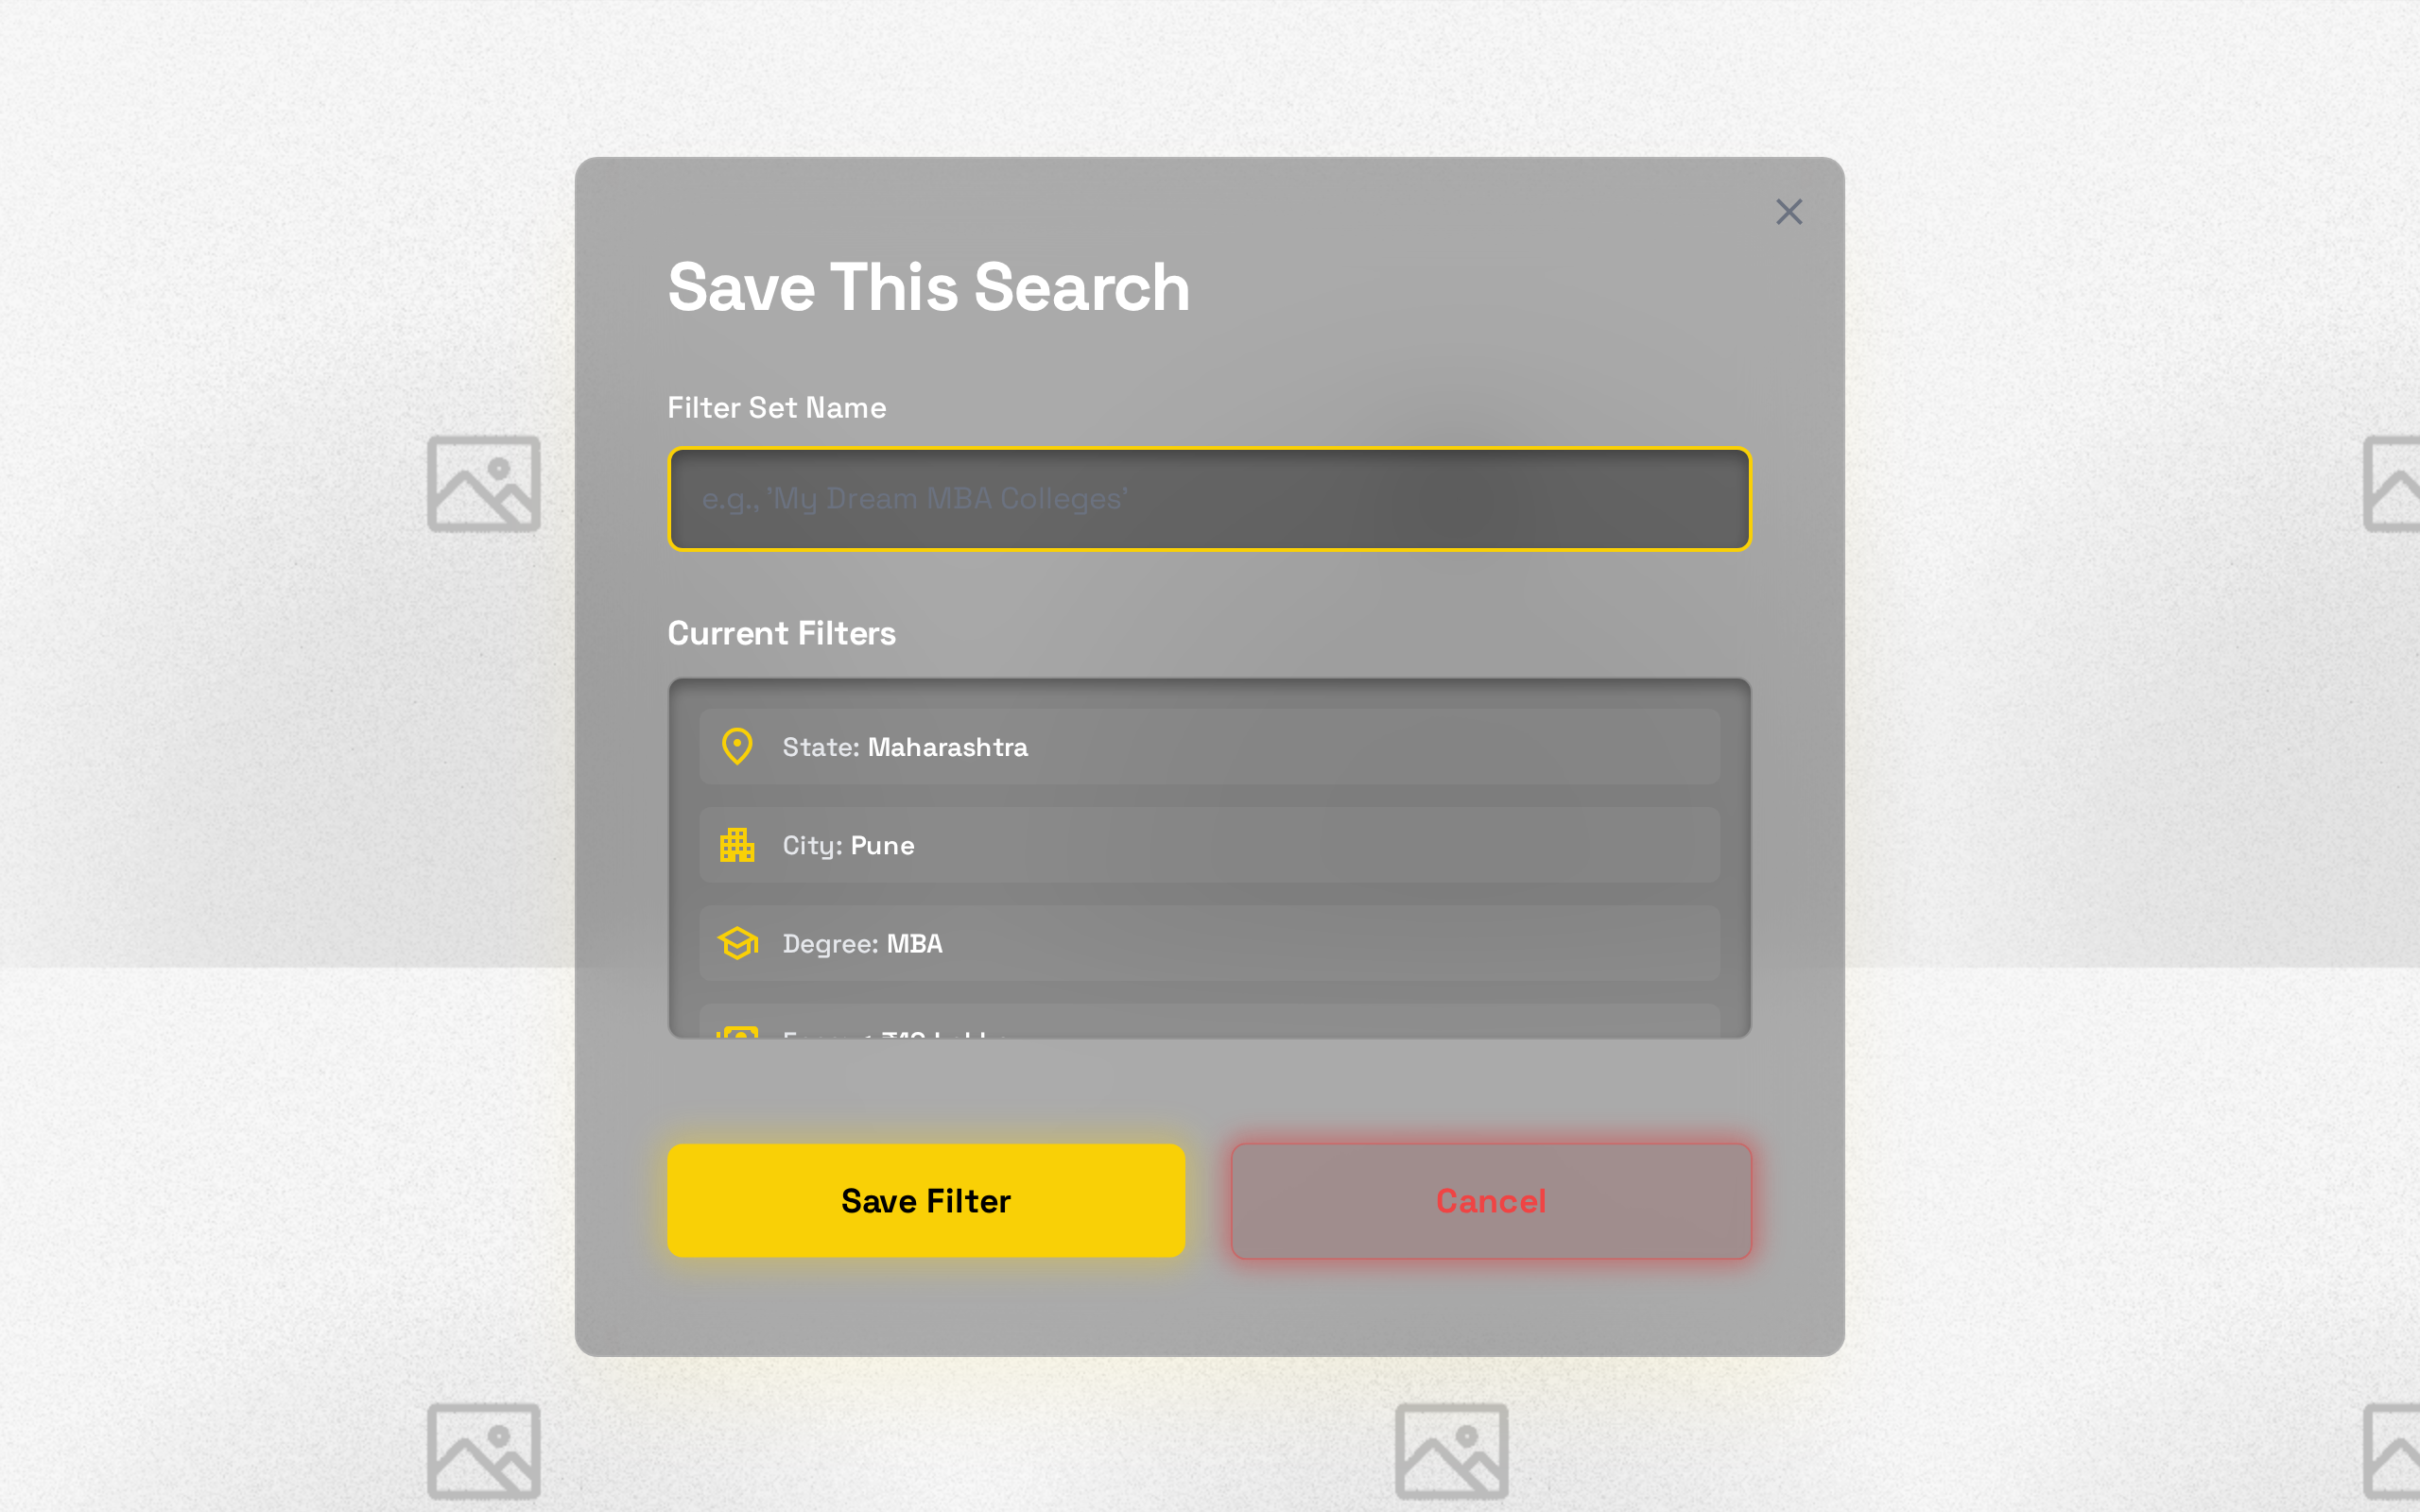 Save This Search
Filter Set Name
e.g., 'My Dream MBA Colleges'
Current Filters
State: Maharashtra
City: Pune
Degree: MBA
Save Filter
Cancel